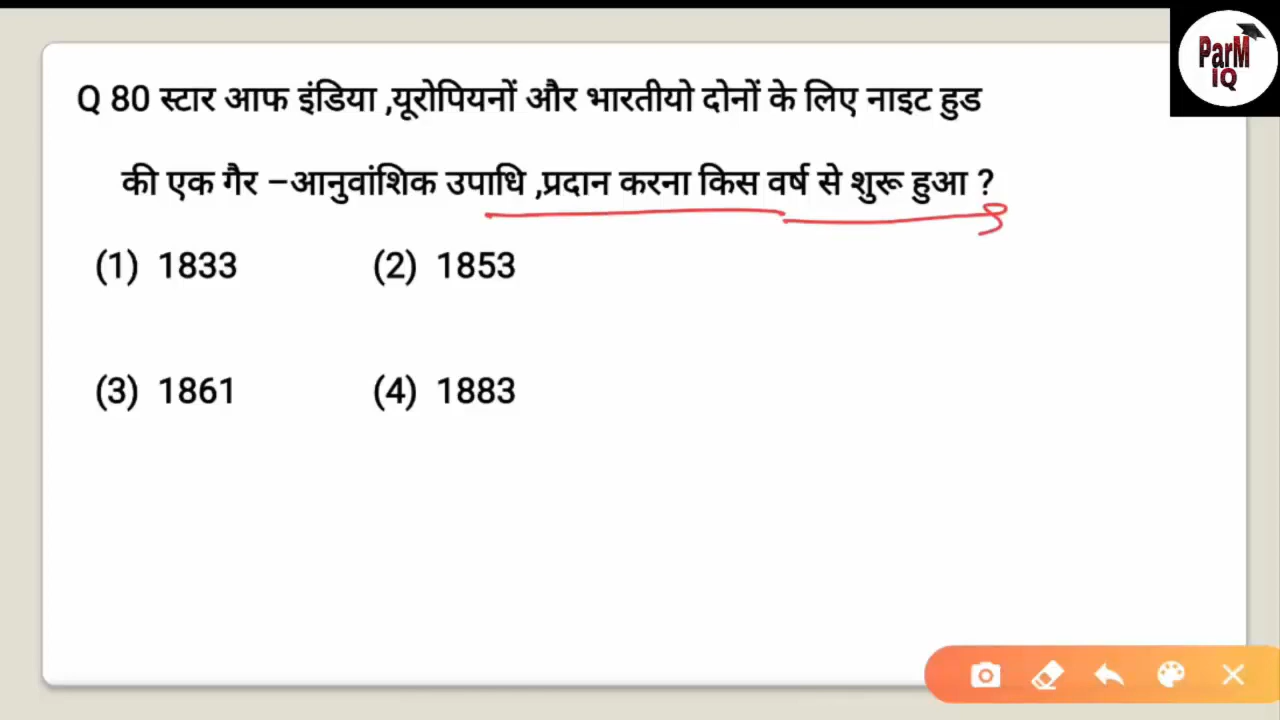 ParM
IQ
Q 80 स्टार आफ इंडिया ,यूरोपियनों और भारतीयो दोनों के लिए नाइट हुड
की एक गैर –आनुवांशिक उपाधि ,प्रदान करना किस वर्ष से शुरू हुआ ?
(1) 1833 (2) 1853
(3) 1861 (4) 1883